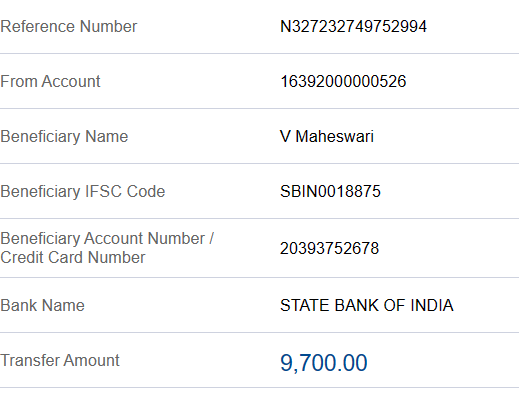 Reference Number N327232749752994
From Account 16392000000526
Beneficiary Name V Maheswari
Beneficiary IFSC Code SBIN0018875
Beneficiary Account Number /
Credit Card Number 20393752678
Bank Name STATE BANK OF INDIA
Transfer Amount 9,700.00